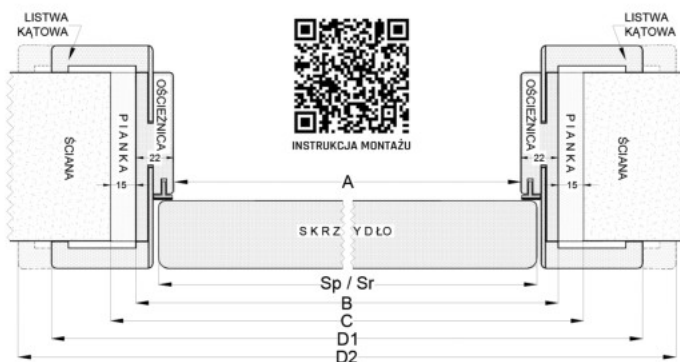 LISTWA
KĄTOWA
LISTWA
KĄTOWA
INSTRUKCJA MONTAŻU
ŚCIANA
PIANKA
OŚCIEŻNICA
22
15
OŚCIEŻNICA
PIANKA
ŚCIANA
22
15
A
SKRZYDŁO
Sp / Sr
B
C
D1
D2